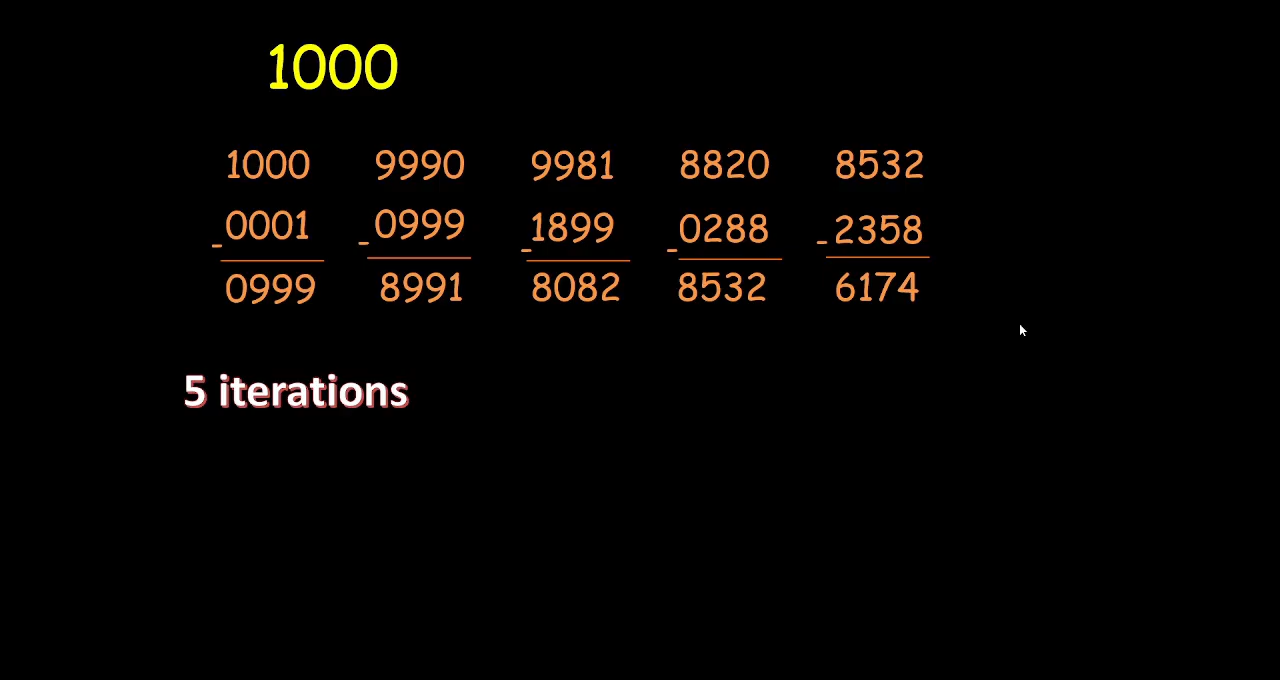 1000
1000 9990 9981 8820 8532
-0001 -0999 -1899 -0288 -2358
0999 8991 8082 8532 6174
5 iterations